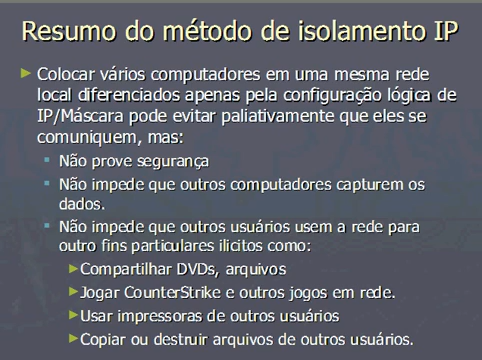 Resumo do método de isolamento IP
Colocar vários computadores em uma mesma rede
local diferenciados apenas pela configuração lógica de
IP/Máscara pode evitar paliativamente que eles se
comuniquem, mas:
Não prove segurança
Não impede que outros computadores capturem os
dados.
Não impede que outros usuários usem a rede para
outro fins particulares ilicitos como:
Compartilhar DVDs, arquivos
Jogar CounterStrike e outros jogos em rede.
Usar impressoras de outros usuários
Copiar ou destruir arquivos de outros usuários.